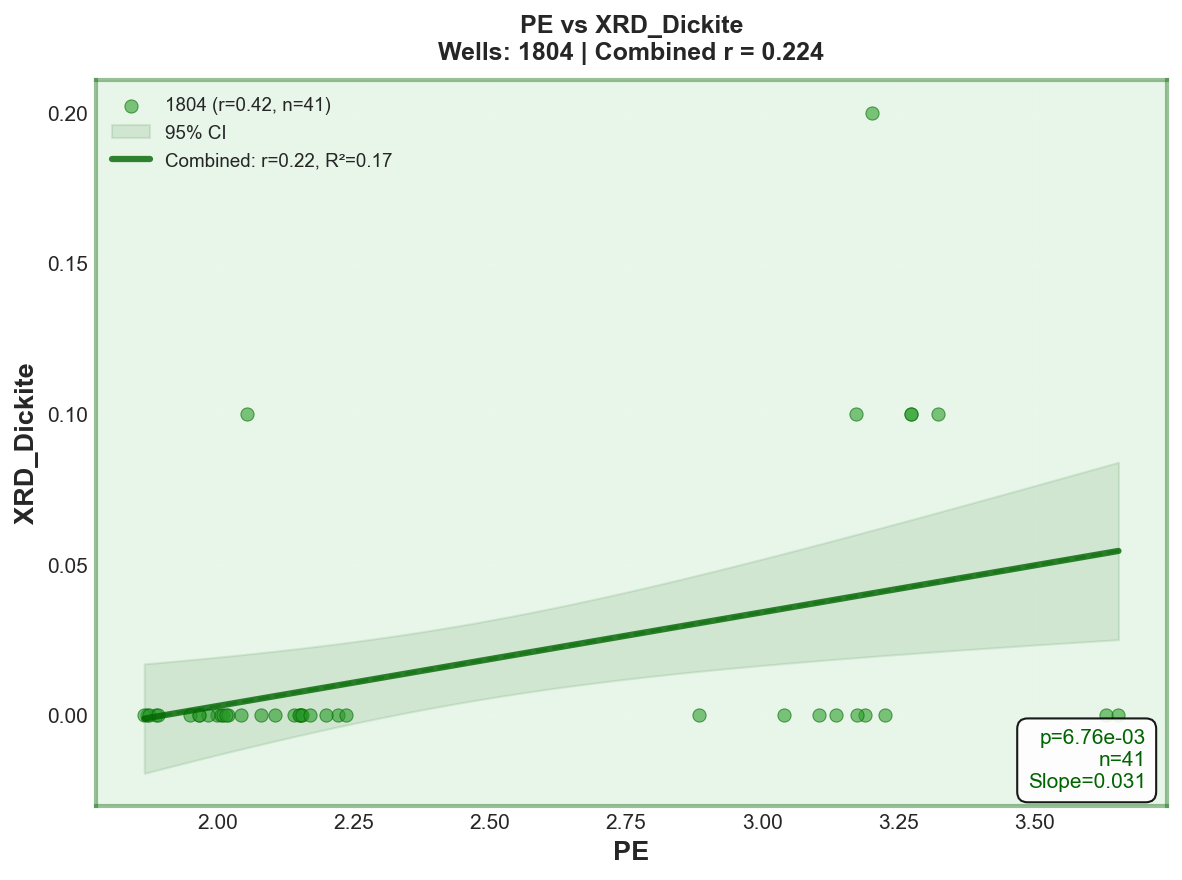 PE vs XRD_Dickite
Wells: 1804 | Combined r = 0.224
1804 (r=0.42, n=41)
95% CI
Combined: r=0.22, R²=0.17
XRD_Dickite
0.20
0.15
0.10
0.05
0.00
p=6.76e-03
n=41
Slope=0.031
2.00 2.25 2.50 2.75 3.00 3.25 3.50
PE